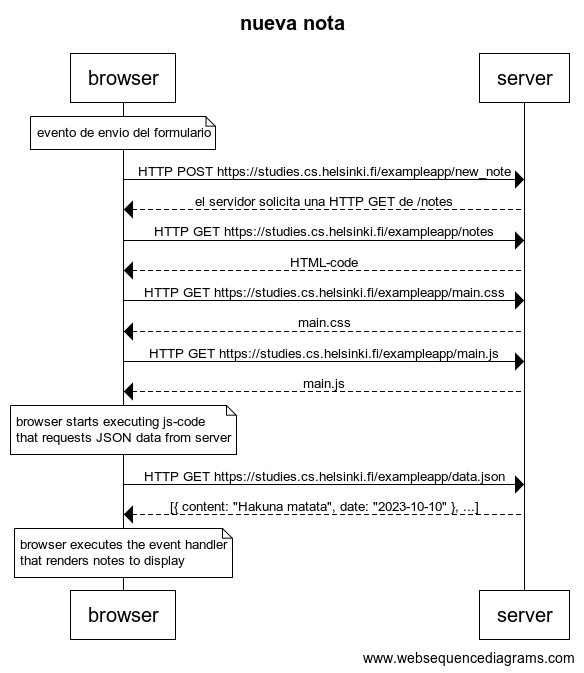 nueva nota
browser
server
evento de envio del formulario
HTTP POST https://studies.cs.helsinki.fi/exampleapp/new_note
el servidor solicita una HTTP GET de /notes
HTTP GET https://studies.cs.helsinki.fi/exampleapp/notes
HTML-code
HTTP GET https://studies.cs.helsinki.fi/exampleapp/main.css
main.css
HTTP GET https://studies.cs.helsinki.fi/exampleapp/main.js
main.js
browser starts executing js-code
that requests JSON data from server
HTTP GET https://studies.cs.helsinki.fi/exampleapp/data.json
[{ content: "Hakuna matata", date: "2023-10-10" }, ...]
browser executes the event handler
that renders notes to display
browser
server
www.websequencediagrams.com